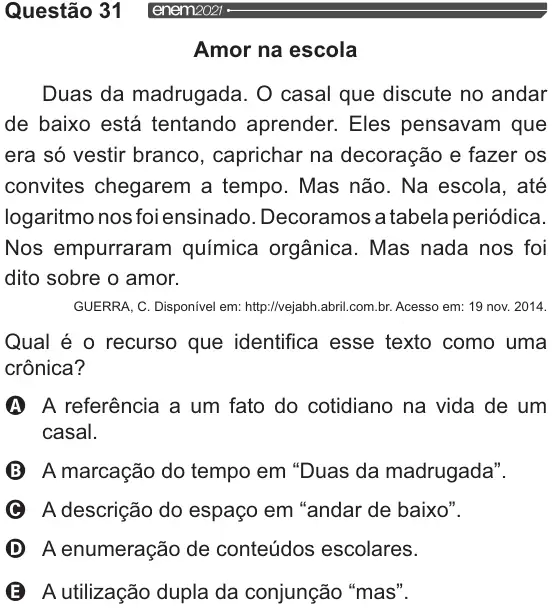 Questão 31 enem2021
Amor na escola
Duas da madrugada. O casal que discute no andar
de baixo está tentando aprender. Eles pensavam que
era só vestir branco, caprichar na decoração e fazer os
convites chegarem a tempo. Mas não. Na escola, até
logaritmo nos foi ensinado. Decoramos a tabela periódica.
Nos empurraram química orgânica. Mas nada nos foi
dito sobre o amor.
GUERRA, C. Disponível em: http://vejabh.abril.com.br. Acesso em: 19 nov. 2014.
Qual é o recurso que identifica esse texto como uma
crônica?
A A referência a um fato do cotidiano na vida de um
casal.
B A marcação do tempo em “Duas da madrugada”.
C A descrição do espaço em “andar de baixo”.
D A enumeração de conteúdos escolares.
E A utilização dupla da conjunção “mas”.